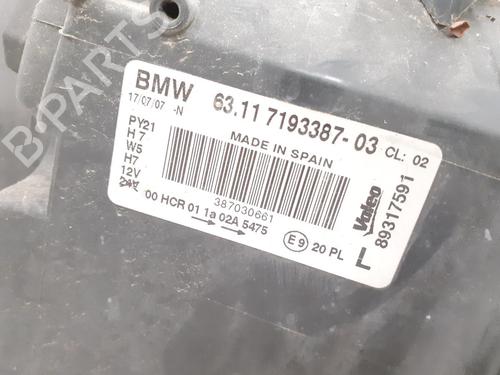 BMW 63.11 7193387-03 CL: 02
17/07/07 -N
MADE IN SPAIN
PY21
H7
W5
H7
12V
24V
387030661
00 HCR 01 1a 02A 5475
E9 20 PL
Valeo
89317591
L
B-PARTS